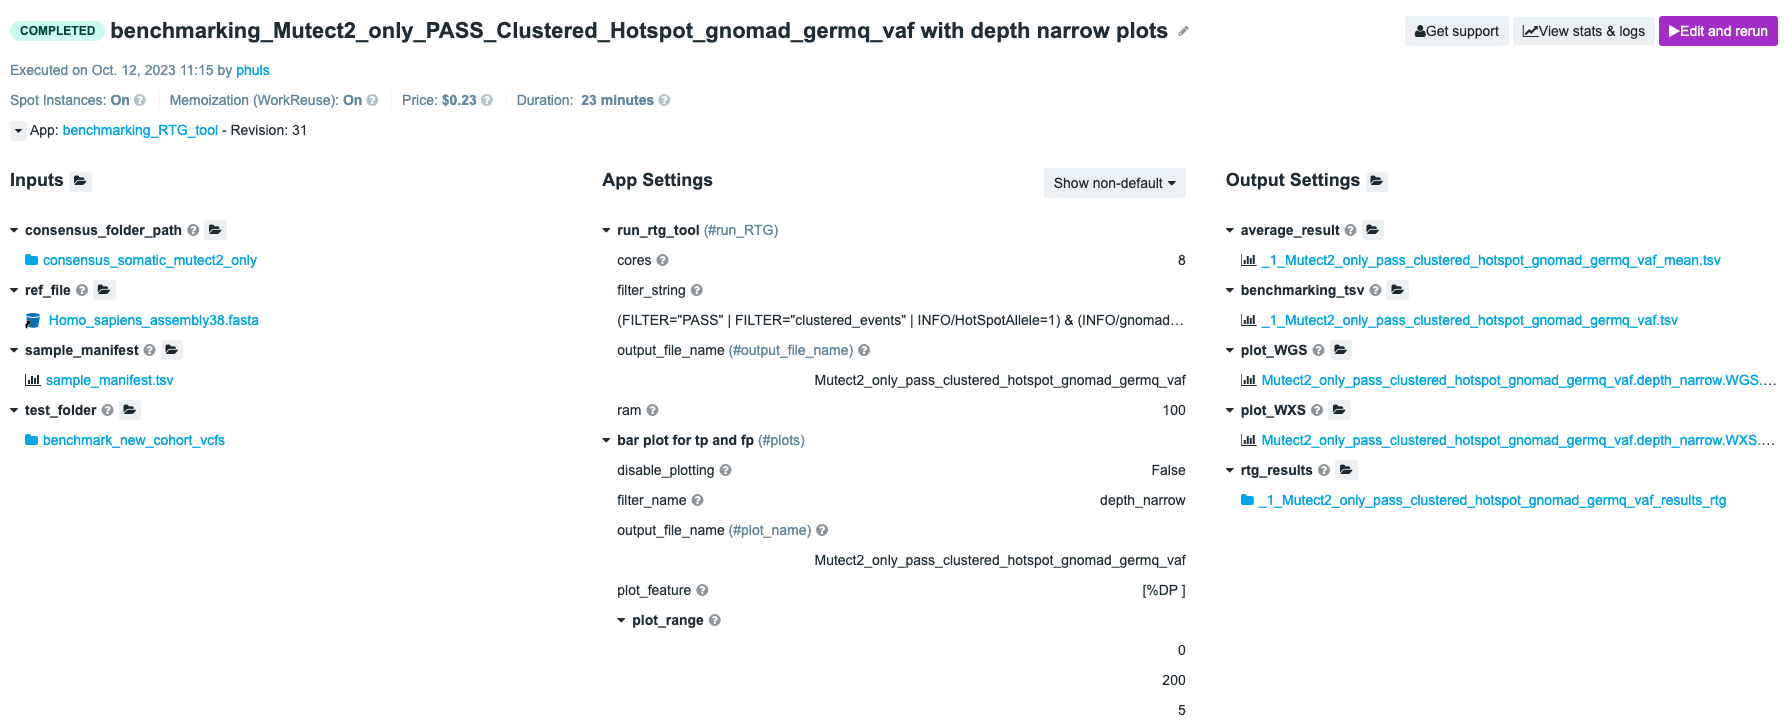 COMPLETED benchmarking_Mutect2_only_PASS_Clustered_Hotspot_gnomad_germq_vaf with depth narrow plots
Get support View stats & logs Edit and rerun
Executed on Oct. 12, 2023 11:15 by phuls
Spot Instances: On Memoization (WorkReuse): On Price: $0.23 Duration: 23 minutes
App: benchmarking_RTG_tool - Revision: 31
Inputs
consensus_folder_path
consensus_somatic_mutect2_only
ref_file
Homo_sapiens_assembly38.fasta
sample_manifest
sample_manifest.tsv
test_folder
benchmark_new_cohort_vcfs
App Settings
Show non-default
run_rtg_tool (#run_RTG)
cores 8
filter_string
(FILTER="PASS" | FILTER="clustered_events" | INFO/HotSpotAllele=1) & (INFO/gnomad...
output_file_name (#output_file_name)
Mutect2_only_pass_clustered_hotspot_gnomad_germq_vaf
ram 100
bar plot for tp and fp (#plots)
disable_plotting False
filter_name depth_narrow
output_file_name (#plot_name)
Mutect2_only_pass_clustered_hotspot_gnomad_germq_vaf
plot_feature [%DP ]
plot_range
0
200
5
Output Settings
average_result
_1_Mutect2_only_pass_clustered_hotspot_gnomad_germq_vaf_mean.tsv
benchmarking_tsv
_1_Mutect2_only_pass_clustered_hotspot_gnomad_germq_vaf.tsv
plot_WGS
Mutect2_only_pass_clustered_hotspot_gnomad_germq_vaf.depth_narrow.WGS....
plot_WXS
Mutect2_only_pass_clustered_hotspot_gnomad_germq_vaf.depth_narrow.WXS....
rtg_results
_1_Mutect2_only_pass_clustered_hotspot_gnomad_germq_vaf_results_rtg